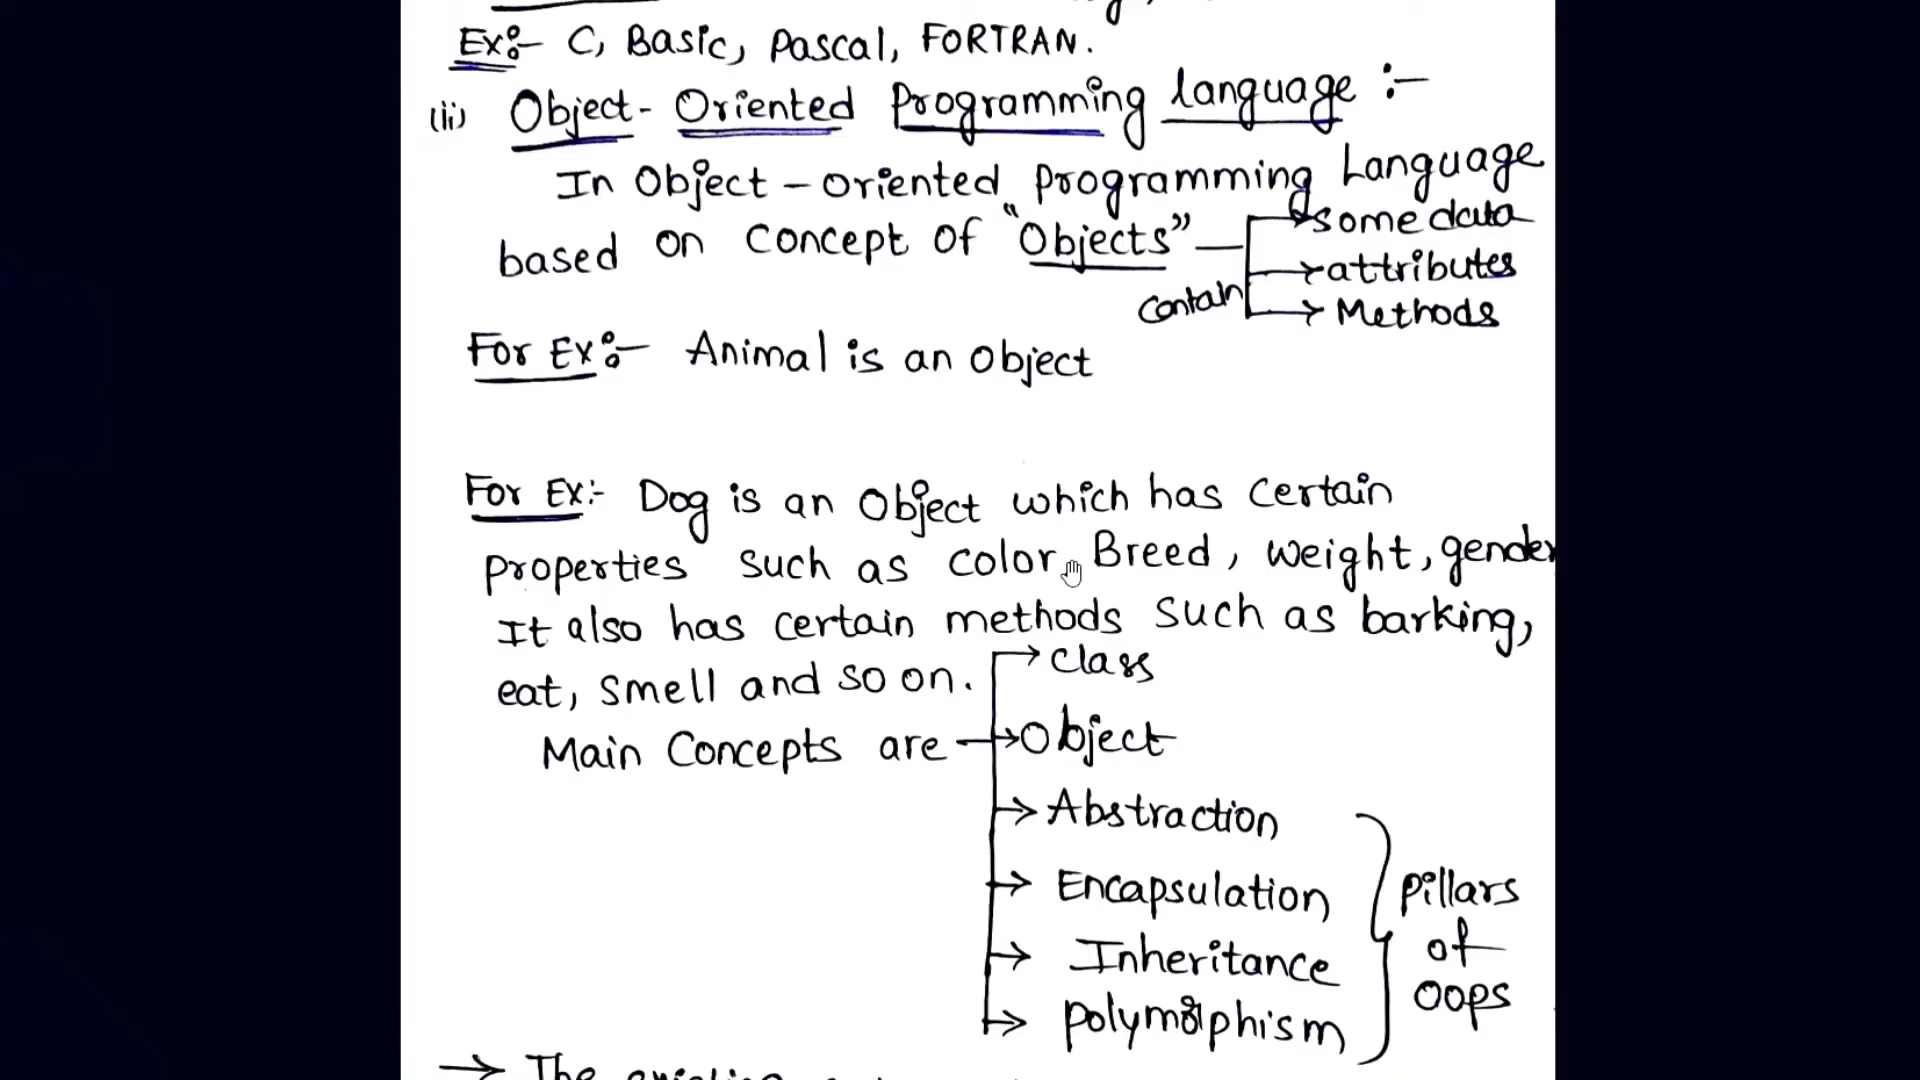 Ex:- C, Basic, Pascal, FORTRAN.
(ii) Object-Oriented Programming language :-
In Object-oriented Programming Language
based on Concept of "Objects"
contain
some data
attributes
Methods
For Ex:- Animal is an object
For Ex:- Dog is an Object which has certain
properties such as color, Breed, weight, gender
It also has certain methods such as barking,
eat, smell and so on.
Main Concepts are
Class
Object
Abstraction
Encapsulation
Inheritance
Polymorphism
Pillars
of
OOPS
→ The